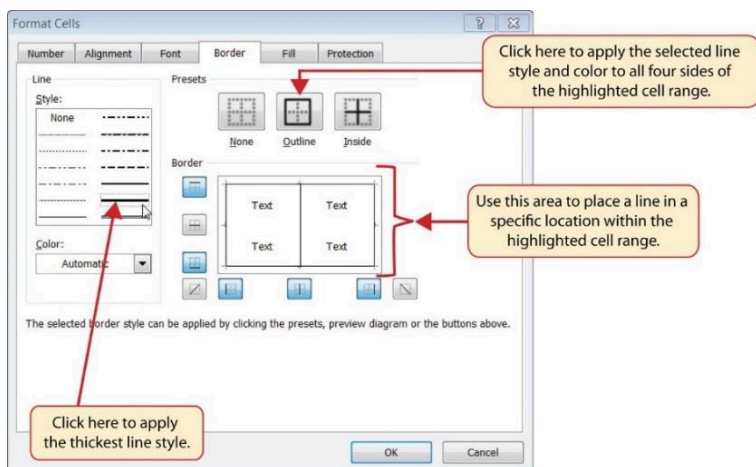 Format Cells
Number Alignment Font Border Fill Protection
Line
Style:
None
Presets
None Outline Inside
Border
Text Text
Text Text
Color:
Automatic
The selected border style can be applied by clicking the presets, preview diagram or the buttons above.
OK Cancel
Click here to apply the selected line
style and color to all four sides of
the highlighted cell range.
Use this area to place a line in a
specific location within the
highlighted cell range.
Click here to apply
the thickest line style.